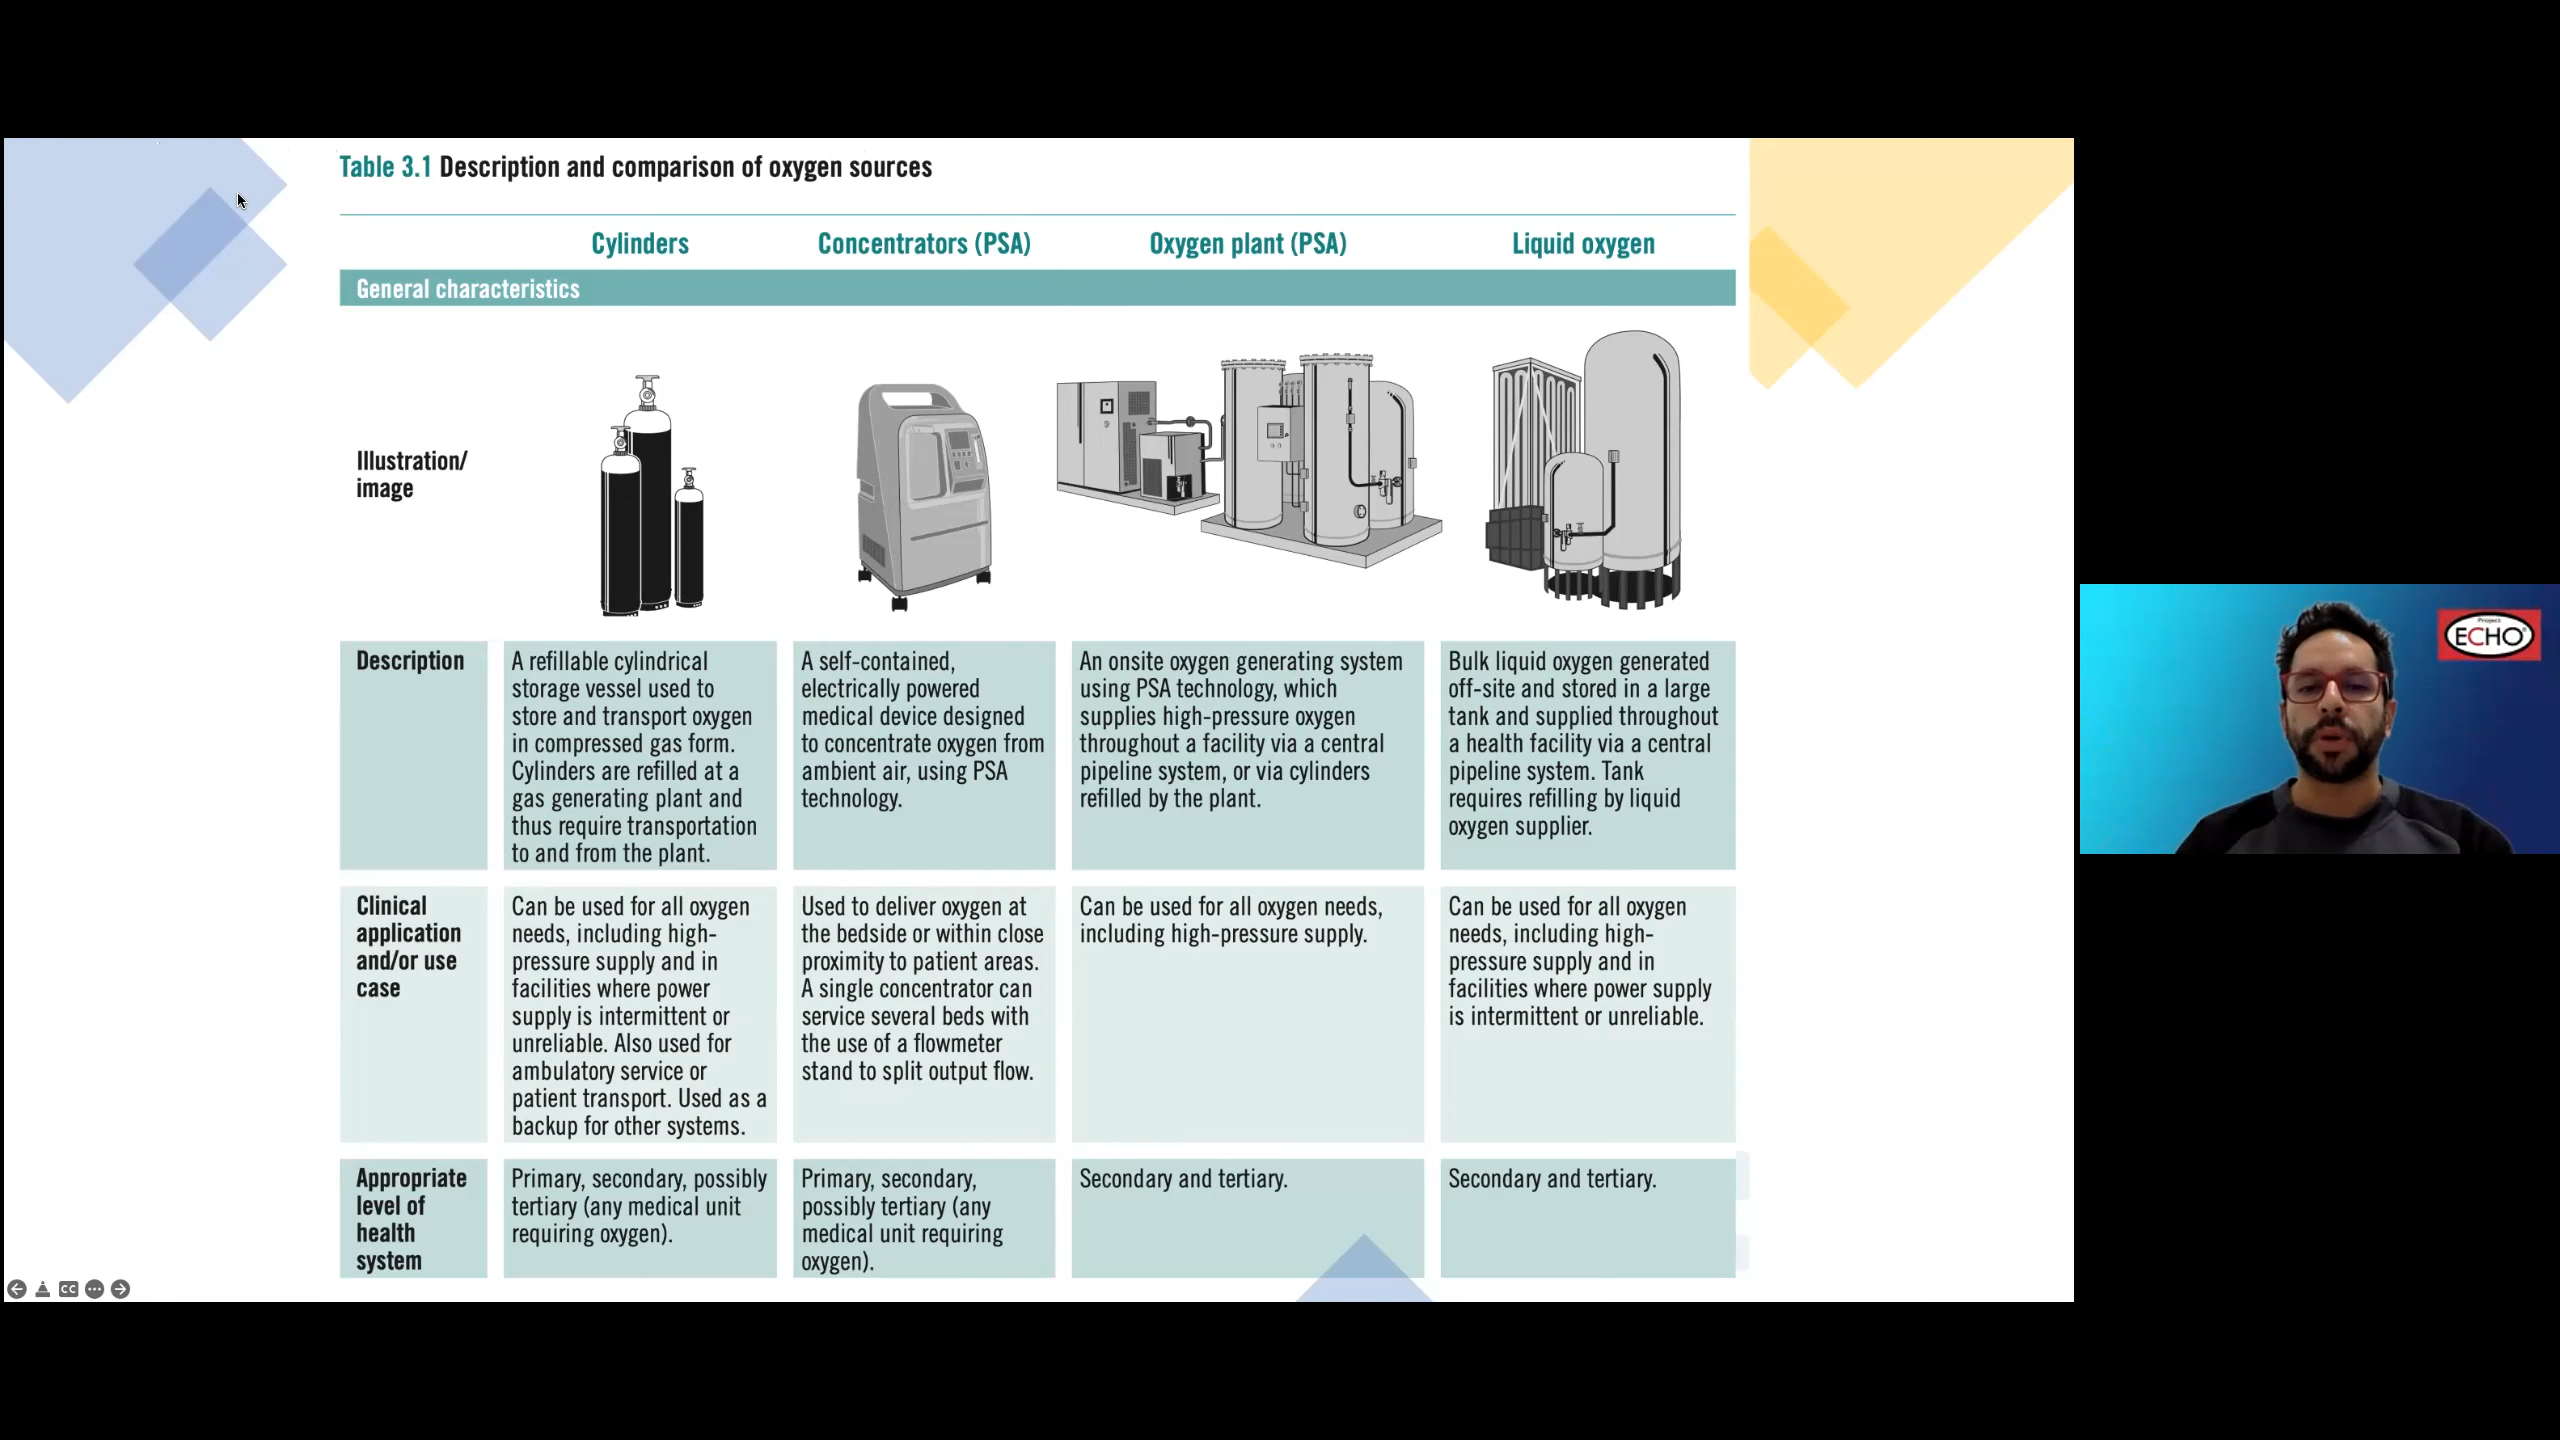 Table 3.1 Description and comparison of oxygen sources
Cylinders
Concentrators (PSA)
Oxygen plant (PSA)
Liquid oxygen
General characteristics
Illustration/
image
Description
A refillable cylindrical
storage vessel used to
store and transport oxygen
in compressed gas form.
Cylinders are refilled at a
gas generating plant and
thus require transportation
to and from the plant.
A self-contained,
electrically powered
medical device designed
to concentrate oxygen from
ambient air, using PSA
technology.
An onsite oxygen generating system
using PSA technology, which
supplies high-pressure oxygen
throughout a facility via a central
pipeline system, or via cylinders
refilled by the plant.
Bulk liquid oxygen generated
off-site and stored in a large
tank and supplied throughout
a health facility via a central
pipeline system. Tank
requires refilling by liquid
oxygen supplier.
Clinical
application
and/or use
case
Can be used for all oxygen
needs, including high-
pressure supply and in
facilities where power
supply is intermittent or
unreliable. Also used for
ambulatory service or
patient transport. Used as a
backup for other systems.
Used to deliver oxygen at
the bedside or within close
proximity to patient areas.
A single concentrator can
service several beds with
the use of a flowmeter
stand to split output flow.
Can be used for all oxygen needs,
including high-pressure supply.
Can be used for all oxygen
needs, including high-
pressure supply and in
facilities where power supply
is intermittent or unreliable.
Appropriate
level of
health
system
Primary, secondary, possibly
tertiary (any medical unit
requiring oxygen).
Primary, secondary,
possibly tertiary (any
medical unit requiring
oxygen).
Secondary and tertiary.
Secondary and tertiary.
CC
Project
ECHO®